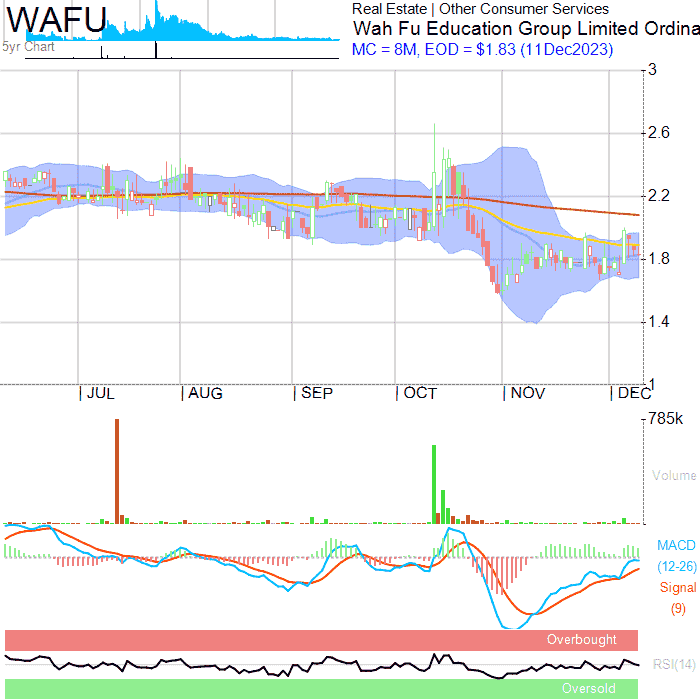 WAFU
5yr Chart
Real Estate | Other Consumer Services
Wah Fu Education Group Limited Ordina
MC = 8M, EOD = $1.83 (11Dec2023)
3
2.6
2.2
1.8
1.4
1
|JUL |AUG |SEP |OCT |NOV |DEC
785k
Volume
MACD
(12-26)
Signal
(9)
Overbought
RSI(14)
Oversold